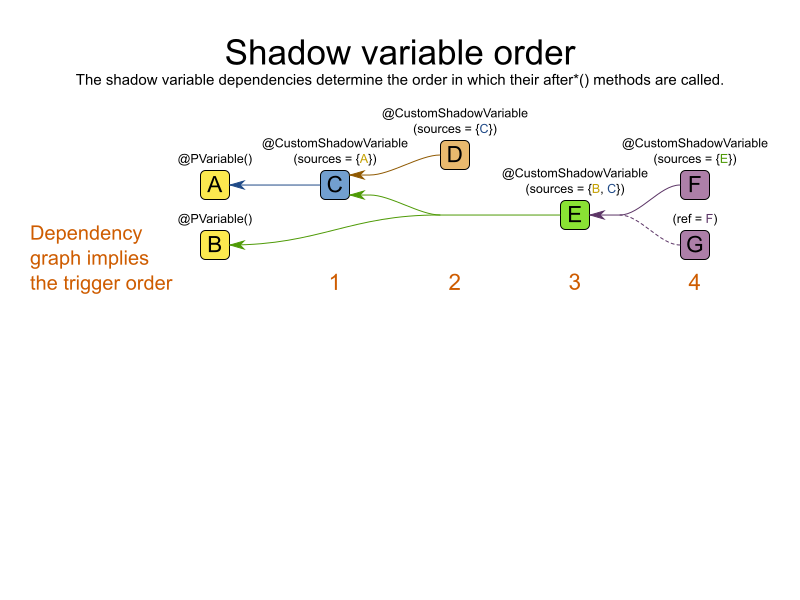 Shadow variable order
The shadow variable dependencies determine the order in which their after*() methods are called.
@CustomShadowVariable
(sources = {C})
D
@CustomShadowVariable
(sources = {A})
C
@CustomShadowVariable
(sources = {E})
F
@PVariable()
A
@CustomShadowVariable
(sources = {B, C})
E
@PVariable()
B
(ref = F)
G
Dependency
graph implies
the trigger order
1
2
3
4